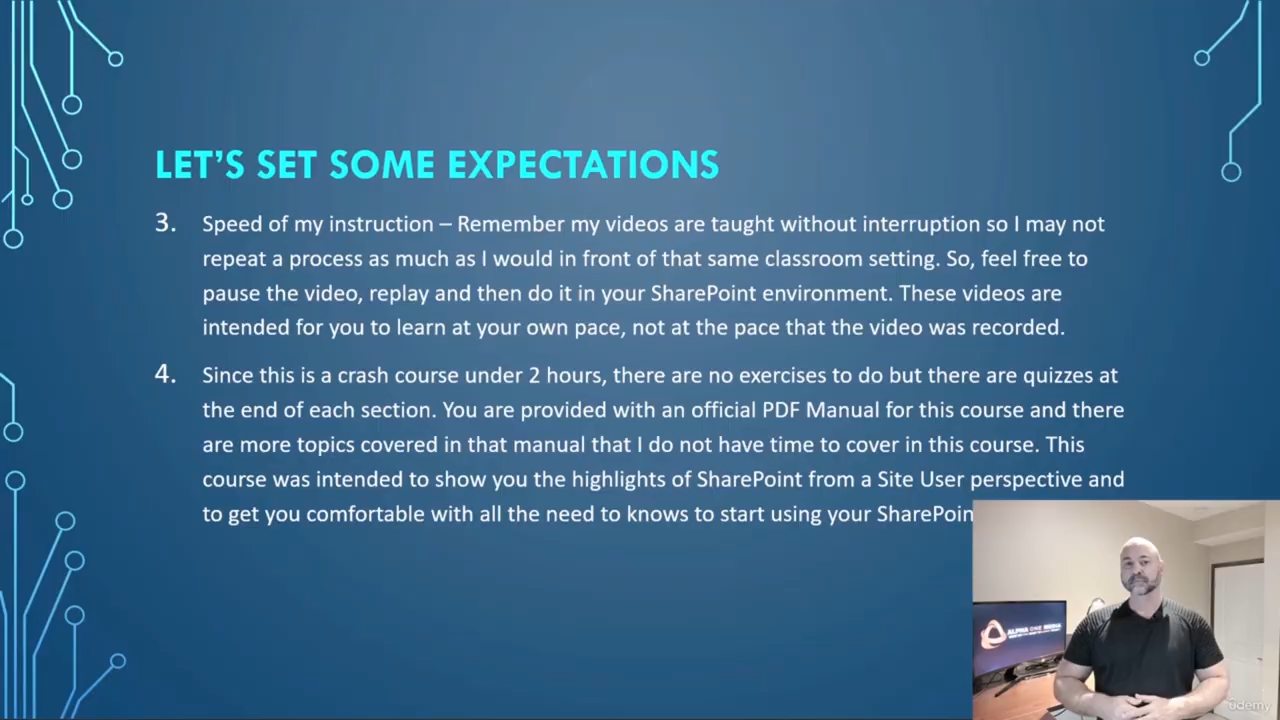 LET'S SET SOME EXPECTATIONS
3. Speed of my instruction – Remember my videos are taught without interruption so I may not
repeat a process as much as I would in front of that same classroom setting. So, feel free to
pause the video, replay and then do it in your SharePoint environment. These videos are
intended for you to learn at your own pace, not at the pace that the video was recorded.
4. Since this is a crash course under 2 hours, there are no exercises to do but there are quizzes at
the end of each section. You are provided with an official PDF Manual for this course and there
are more topics covered in that manual that I do not have time to cover in this course. This
course was intended to show you the highlights of SharePoint from a Site User perspective and
to get you comfortable with all the need to knows to start using your SharePoin
ALPHA ONE MEDIA
udemy